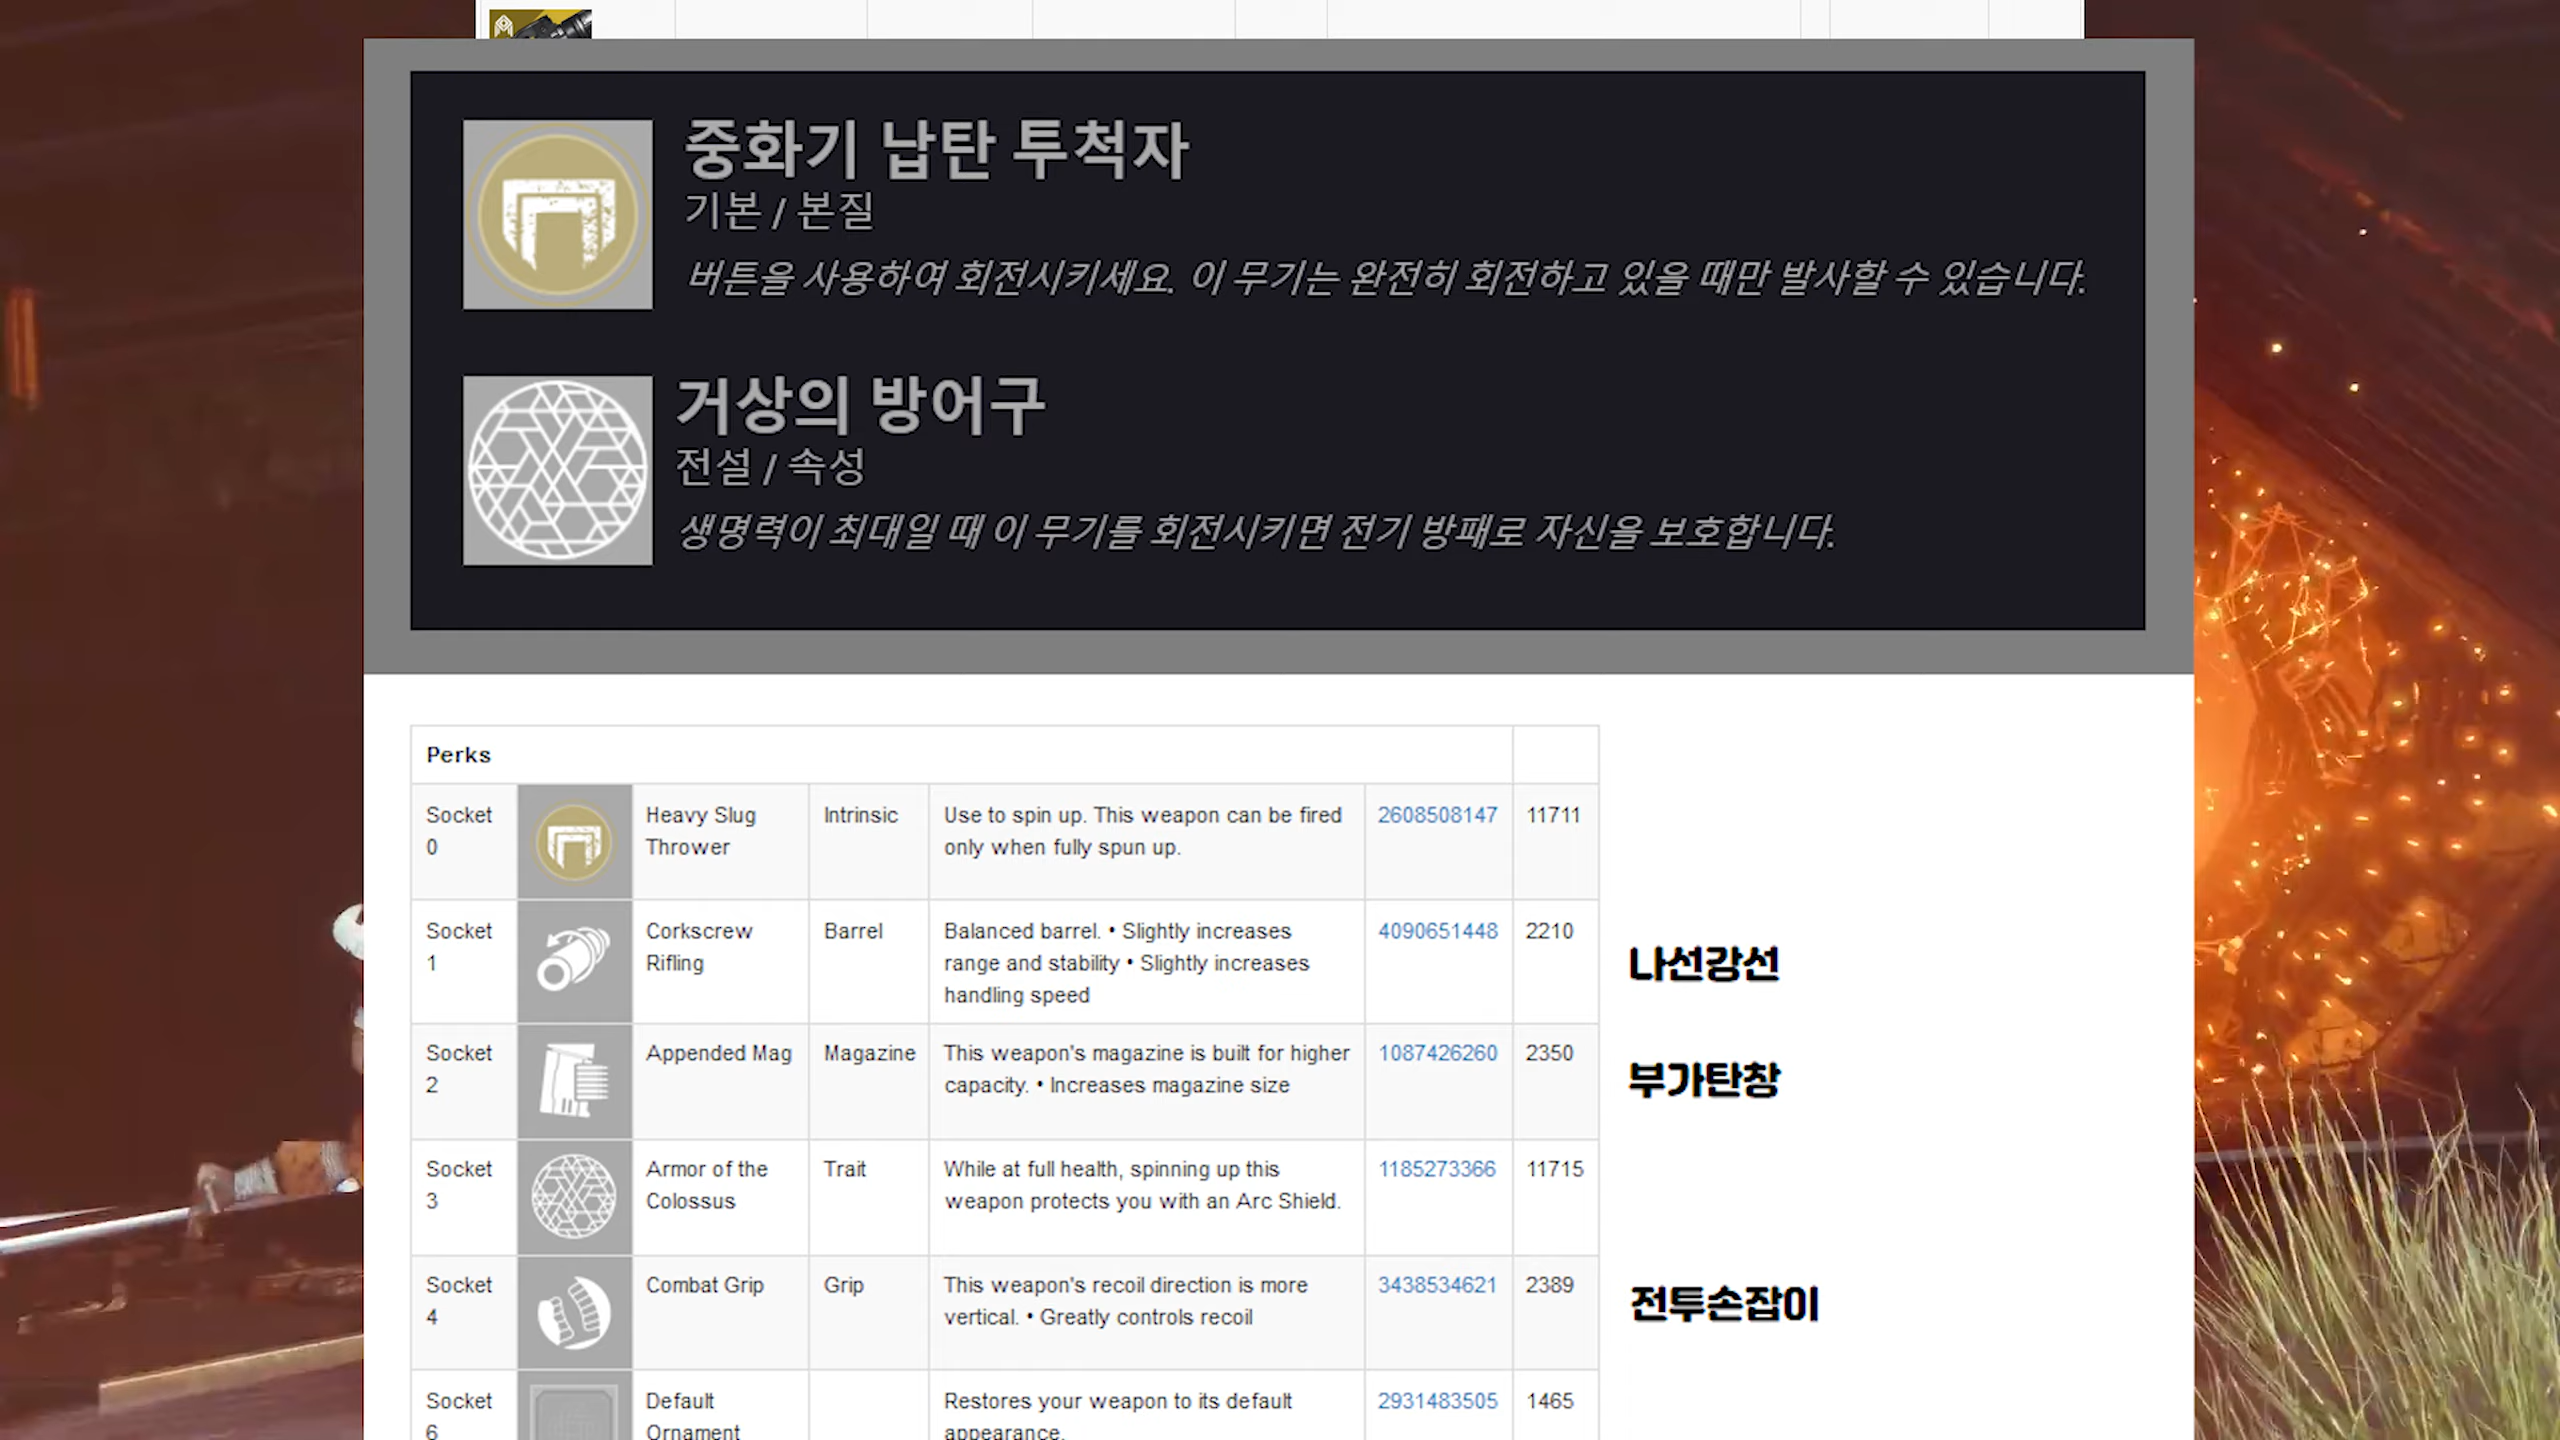 중화기 납탄 투척자
기본 / 본질
버튼을 사용하여 회전시키세요. 이 무기는 완전히 회전하고 있을 때만 발사할 수 있습니다.
거상의 방어구
전설 / 속성
생명력이 최대일 때 이 무기를 회전시키면 전기 방패로 자신을 보호합니다.
Perks
Socket 0
Heavy Slug Thrower
Intrinsic
Use to spin up. This weapon can be fired
only when fully spun up.
2608508147
11711
Socket 1
Corkscrew Rifling
Barrel
Balanced barrel. • Slightly increases
range and stability • Slightly increases
handling speed
4090651448
2210
나선강선
Socket 2
Appended Mag
Magazine
This weapon's magazine is built for higher
capacity. • Increases magazine size
1087426260
2350
부가탄창
Socket 3
Armor of the Colossus
Trait
While at full health, spinning up this
weapon protects you with an Arc Shield.
1185273366
11715
Socket 4
Combat Grip
Grip
This weapon's recoil direction is more
vertical. • Greatly controls recoil
3438534621
2389
전투손잡이
Socket 6
Default Ornament
Restores your weapon to its default
appearance.
2931483505
1465